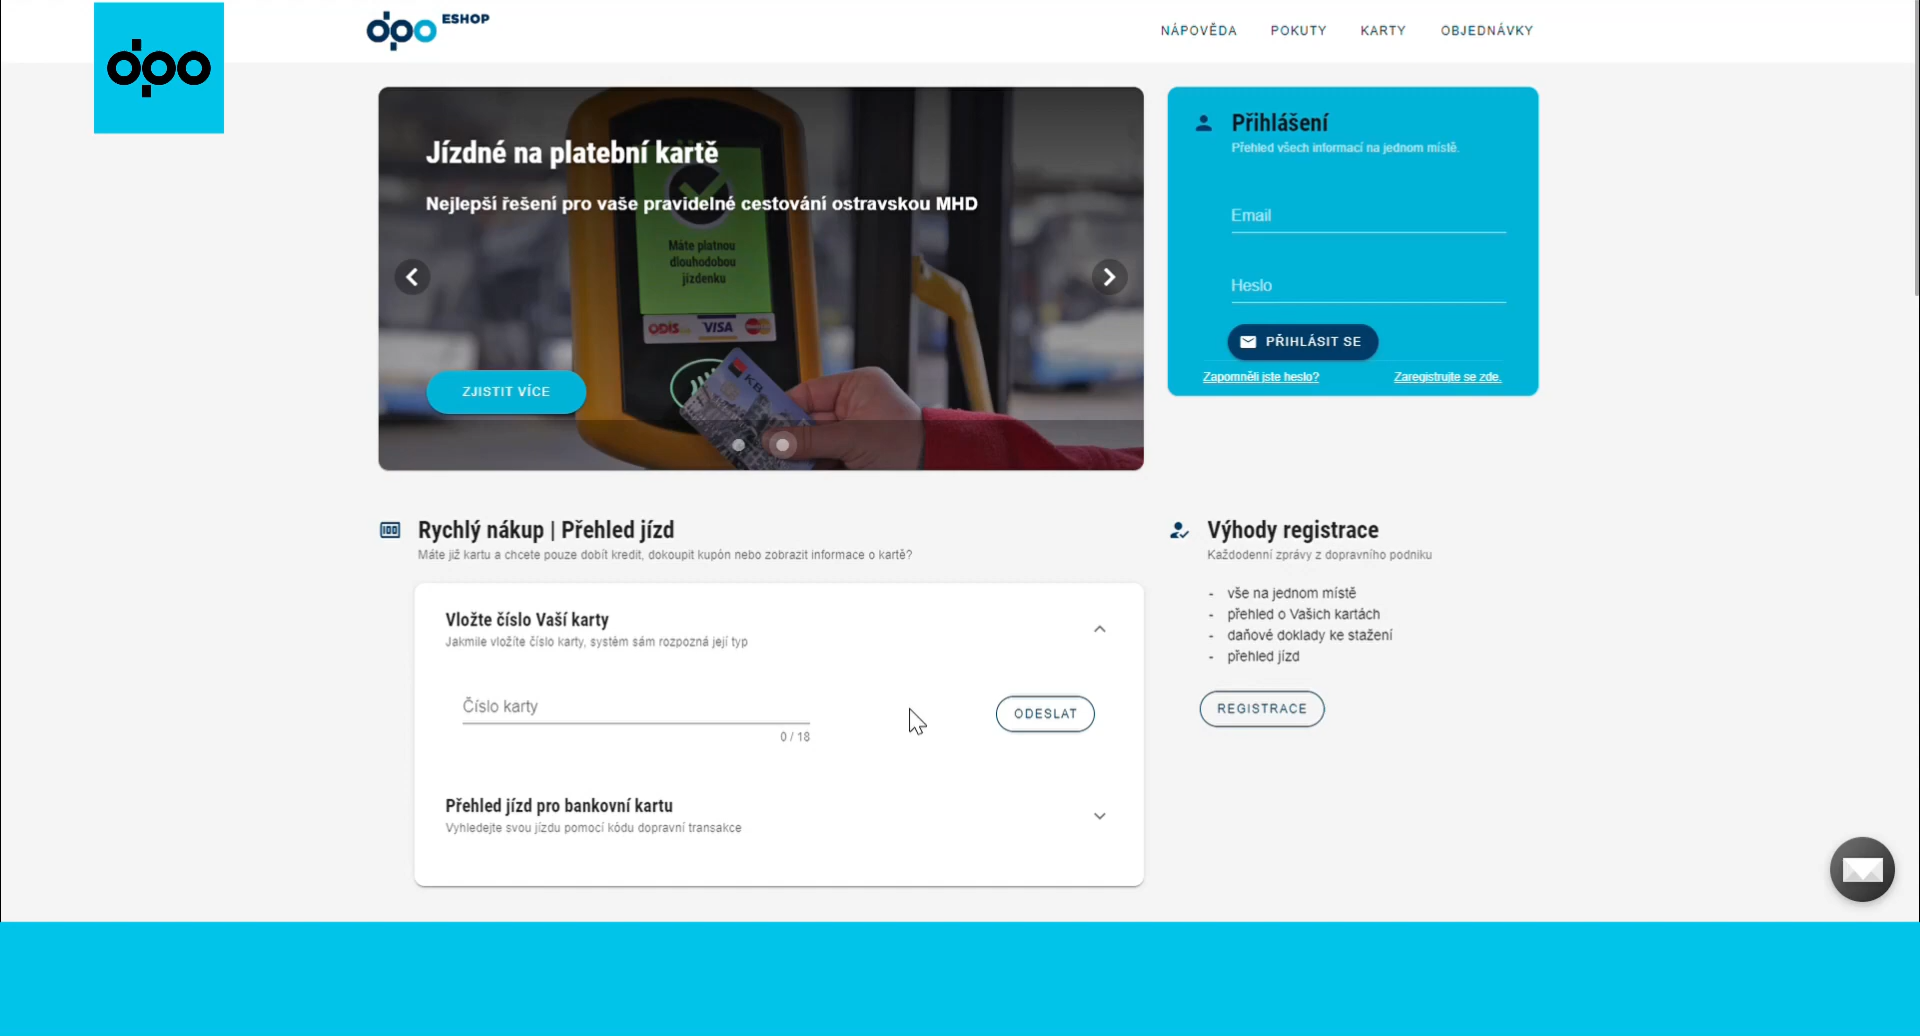 dpo
dpo ESHOP
NÁPOVĚDA POKUTY KARTY OBJEDNÁVKY
Jízdné na platební kartě
Nejlepší řešení pro vaše pravidelné cestování ostravskou MHD
Máte platnou
dlouhodobou
jízdenku
ODIS VISA MasterCard
KB
ZJISTIT VÍCE
Přihlášení
Přehled všech informací na jednom místě.
Email
Heslo
PŘIHLÁSIT SE
Zapomněli jste heslo? Zaregistrujte se zde.
Rychlý nákup | Přehled jízd
Máte již kartu a chcete pouze dobít kredit, dokoupit kupón nebo zobrazit informace o kartě?
Vložte číslo Vaší karty
Jakmile vložíte číslo karty, systém sám rozpozná její typ
Číslo karty
0 / 18
ODESLAT
Přehled jízd pro bankovní kartu
Vyhledejte svou jízdu pomocí kódu dopravní transakce
Výhody registrace
Každodenní zprávy z dopravního podniku
- vše na jednom místě
- přehled o Vašich kartách
- daňové doklady ke stažení
- přehled jízd
REGISTRACE